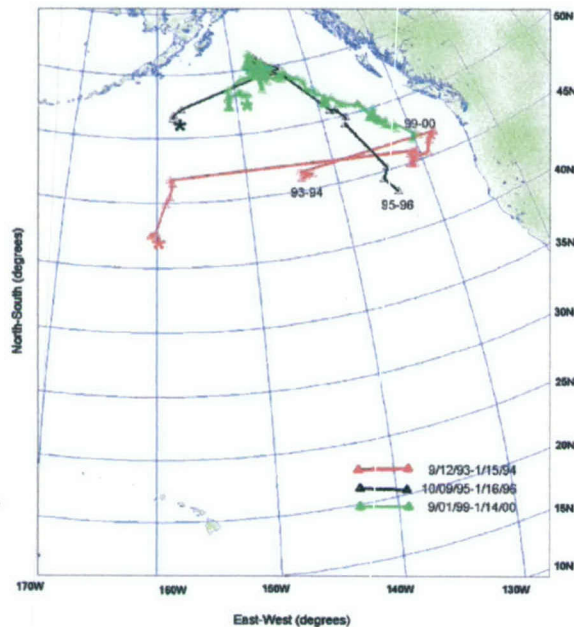 50N
45N
99-00
40N
93-94
95-96
35N
North-South (degrees)
30N
25N
9/12/93-1/15/94
20N
10/09/95-1/16/96
9/01/99-1/14/00
15N
10N
170W
160W
150W
140W
130W
East-West (degrees)